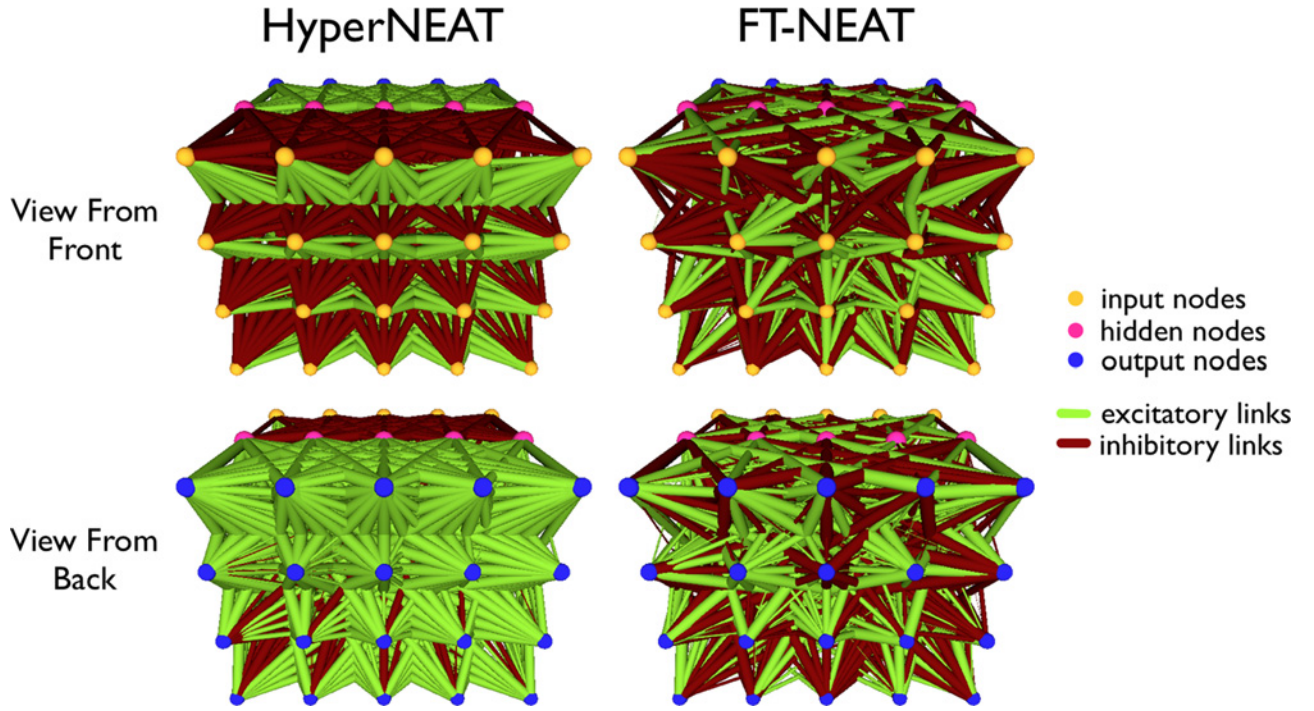 HyperNEAT
FT-NEAT
View From
Front
View From
Back
input nodes
hidden nodes
output nodes
excitatory links
inhibitory links